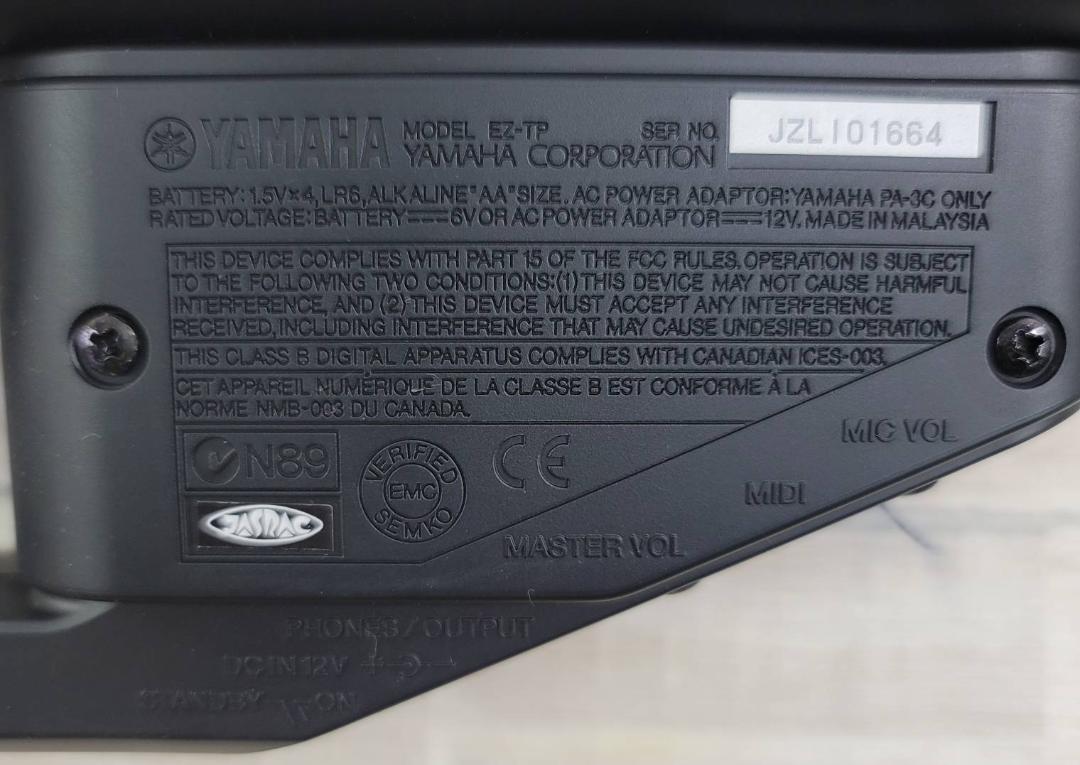 YAMAHA MODEL EZ-TP SER NO. JZLI01664
YAMAHA CORPORATION
BATTERY: 1.5V×4, LR6, ALKALINE "AA" SIZE. AC POWER ADAPTOR: YAMAHA PA-3C ONLY
RATED VOLTAGE: BATTERY⎓6V OR AC POWER ADAPTOR⎓12V. MADE IN MALAYSIA
THIS DEVICE COMPLIES WITH PART 15 OF THE FCC RULES. OPERATION IS SUBJECT
TO THE FOLLOWING TWO CONDITIONS: (1) THIS DEVICE MAY NOT CAUSE HARMFUL
INTERFERENCE, AND (2) THIS DEVICE MUST ACCEPT ANY INTERFERENCE
RECEIVED, INCLUDING INTERFERENCE THAT MAY CAUSE UNDESIRED OPERATION.
THIS CLASS B DIGITAL APPARATUS COMPLIES WITH CANADIAN ICES-003.
CET APPAREIL NUMÉRIQUE DE LA CLASSE B EST CONFORME À LA
NORME NMB-003 DU CANADA.
N89
VERIFIED
EMC
SEMKO
CE
JASRAC
MIC VOL
MIDI
MASTER VOL
PHONES / OUTPUT
DC IN 12V
STANDBY ON